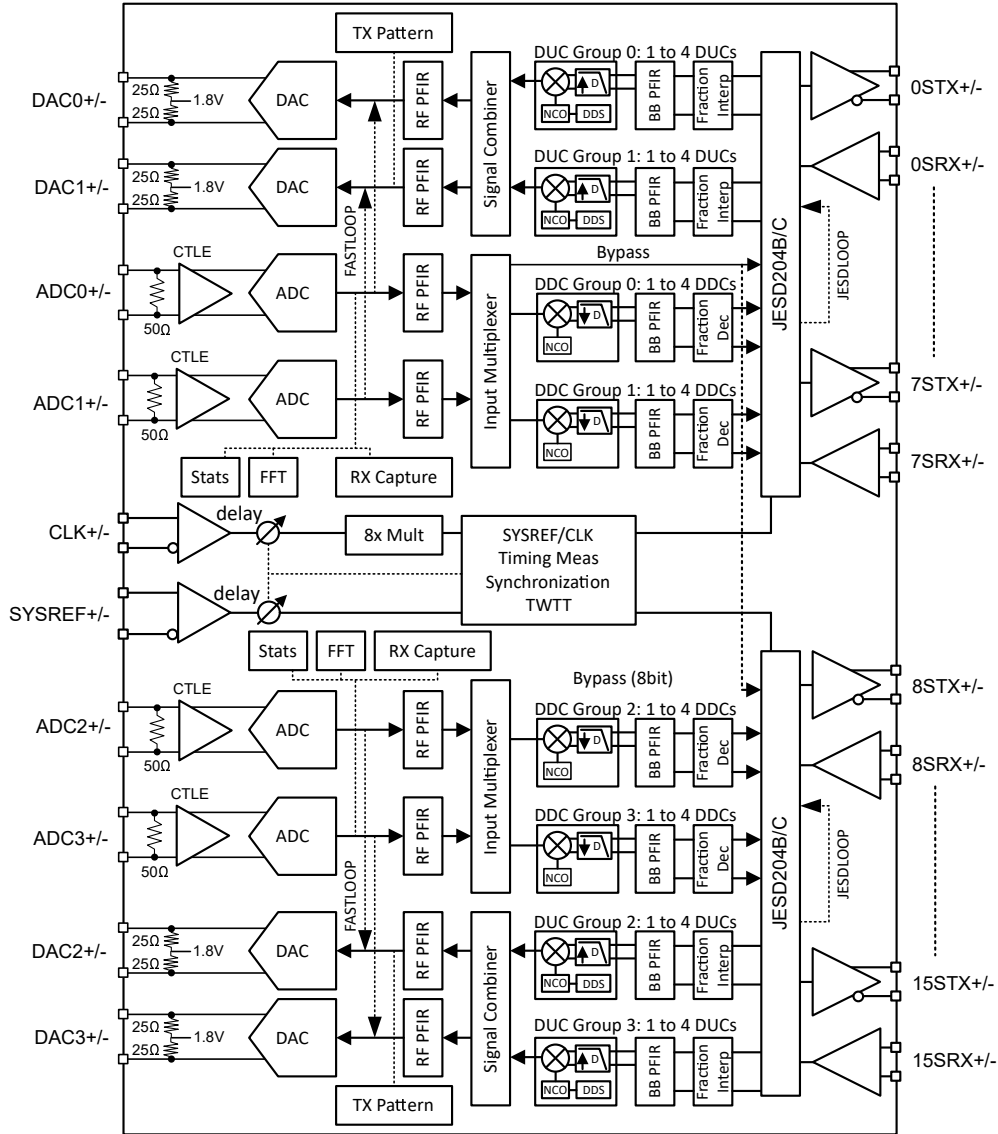 TX Pattern
DUC Group 0: 1 to 4 DUCs
DAC0+/-
25Ω
25Ω
1.8V
DAC
RF PFIR
Signal Combiner
D
NCO
DDS
BB PFIR
Fraction
Interp
JESD204B/C
0STX+/-
DUC Group 1: 1 to 4 DUCs
DAC1+/-
25Ω
25Ω
1.8V
DAC
RF PFIR
D
NCO
DDS
BB PFIR
Fraction
Interp
0SRX+/-
FASTLOOP
JESDLOOP
Bypass
CTLE
ADC0+/-
50Ω
ADC
RF PFIR
Input Multiplexer
DDC Group 0: 1 to 4 DDCs
D
NCO
BB PFIR
Fraction
Dec
CTLE
ADC1+/-
50Ω
ADC
RF PFIR
DDC Group 1: 1 to 4 DDCs
D
NCO
BB PFIR
Fraction
Dec
7STX+/-
7SRX+/-
Stats
FFT
RX Capture
CLK+/-
delay
8x Mult
SYSREF/CLK
Timing Meas
Synchronization
TWTT
SYSREF+/-
delay
Stats
FFT
RX Capture
Bypass (8bit)
CTLE
ADC2+/-
50Ω
ADC
RF PFIR
Input Multiplexer
DDC Group 2: 1 to 4 DDCs
D
NCO
BB PFIR
Fraction
Dec
JESD204B/C
8STX+/-
8SRX+/-
CTLE
ADC3+/-
50Ω
ADC
RF PFIR
DDC Group 3: 1 to 4 DDCs
D
NCO
BB PFIR
Fraction
Dec
JESDLOOP
FASTLOOP
DAC2+/-
25Ω
25Ω
1.8V
DAC
RF PFIR
Signal Combiner
DUC Group 2: 1 to 4 DUCs
D
NCO
DDS
BB PFIR
Fraction
Interp
15STX+/-
DAC3+/-
25Ω
25Ω
1.8V
DAC
RF PFIR
DUC Group 3: 1 to 4 DUCs
D
NCO
DDS
BB PFIR
Fraction
Interp
15SRX+/-
TX Pattern